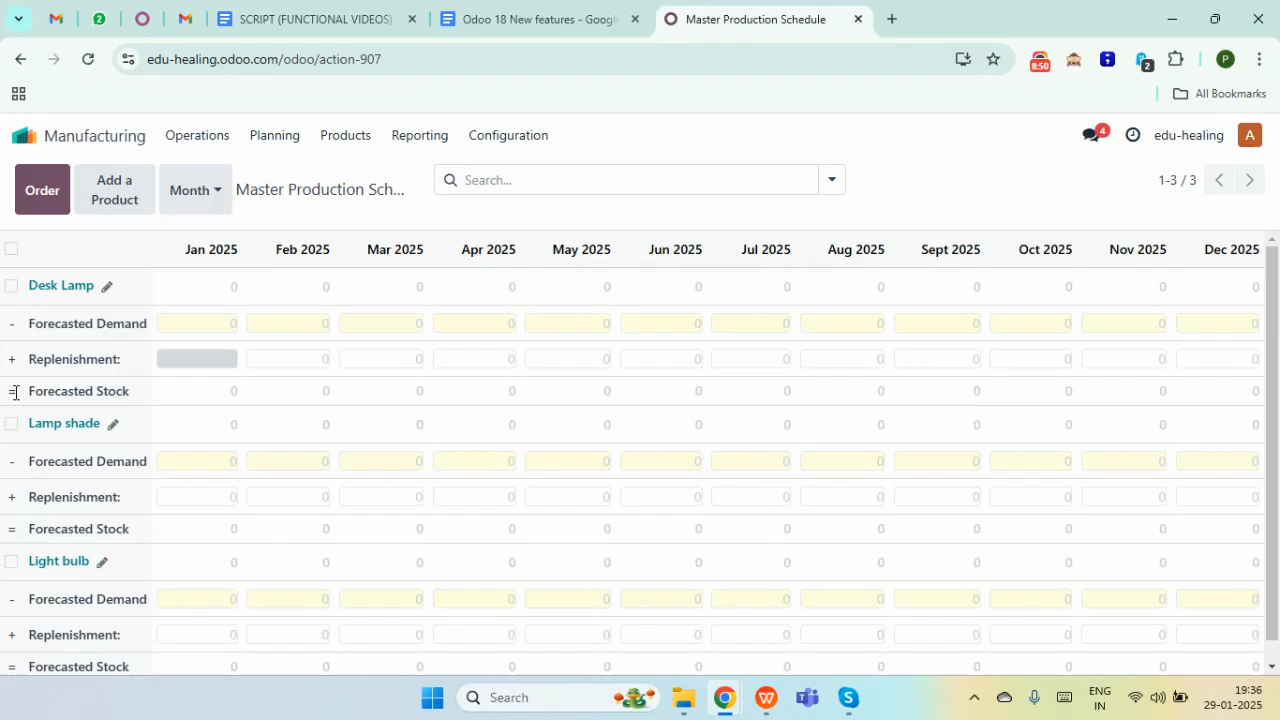 2
SCRIPT (FUNCTIONAL VIDEOS)
Odoo 18 New features - Googl
Master Production Schedule
edu-healing.odoo.com/odoo/action-907
8:50
2
P
All Bookmarks
Manufacturing Operations Planning Products Reporting Configuration
4
edu-healing
A
Order
Add a
Product
Month
Master Production Sch...
Search...
1-3 / 3
Jan 2025 Feb 2025 Mar 2025 Apr 2025 May 2025 Jun 2025 Jul 2025 Aug 2025 Sept 2025 Oct 2025 Nov 2025 Dec 2025
Desk Lamp 0 0 0 0 0 0 0 0 0 0 0 0
- Forecasted Demand 0 0 0 0 0 0 0 0 0 0 0 0
+ Replenishment: 0 0 0 0 0 0 0 0 0 0 0
= Forecasted Stock 0 0 0 0 0 0 0 0 0 0 0 0
Lamp shade 0 0 0 0 0 0 0 0 0 0 0 0
- Forecasted Demand 0 0 0 0 0 0 0 0 0 0 0 0
+ Replenishment: 0 0 0 0 0 0 0 0 0 0 0 0
= Forecasted Stock 0 0 0 0 0 0 0 0 0 0 0 0
Light bulb 0 0 0 0 0 0 0 0 0 0 0 0
- Forecasted Demand 0 0 0 0 0 0 0 0 0 0 0 0
+ Replenishment: 0 0 0 0 0 0 0 0 0 0 0 0
= Forecasted Stock 0 0 0 0 0 0 0 0 0 0 0 0
Search
ENG
IN
19:36
29-01-2025